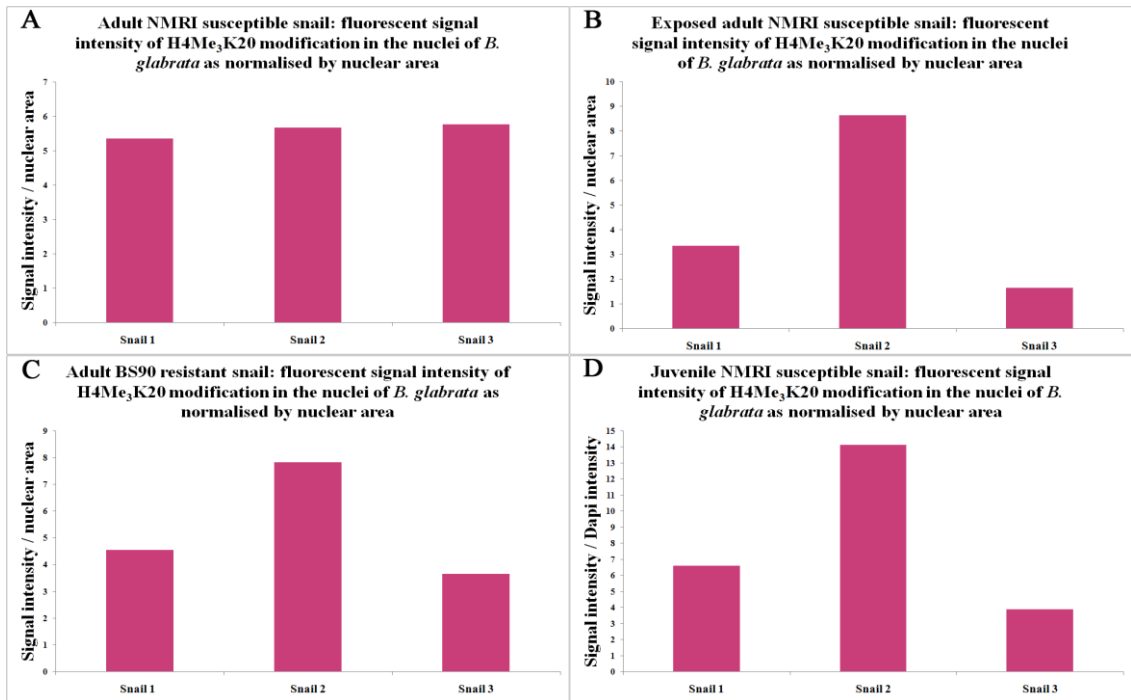 A
Adult NMRI susceptible snail: fluorescent signal
intensity of H4Me₃K20 modification in the nuclei of B.
glabrata as normalised by nuclear area
Signal intensity / nuclear area
7
6
5
4
3
2
1
0
Snail 1 Snail 2 Snail 3
B
Exposed adult NMRI susceptible snail: fluorescent
signal intensity of H4Me₃K20 modification in the nuclei
of B. glabrata as normalised by nuclear area
Signal intensity / nuclear area
10
9
8
7
6
5
4
3
2
1
0
Snail 1 Snail 2 Snail 3
C
Adult BS90 resistant snail: fluorescent signal intensity of
H4Me₃K20 modification in the nuclei of B. glabrata as
normalised by nuclear area
Signal intensity / nuclear area
9
8
7
6
5
4
3
2
1
0
Snail 1 Snail 2 Snail 3
D
Juvenile NMRI susceptible snail: fluorescent signal
intensity of H4Me₃K20 modification in the nuclei of B.
glabrata as normalised by nuclear area
Signal intensity / Dapi intensity
15
14
13
12
11
10
9
8
7
6
5
4
3
2
1
0
Snail 1 Snail 2 Snail 3